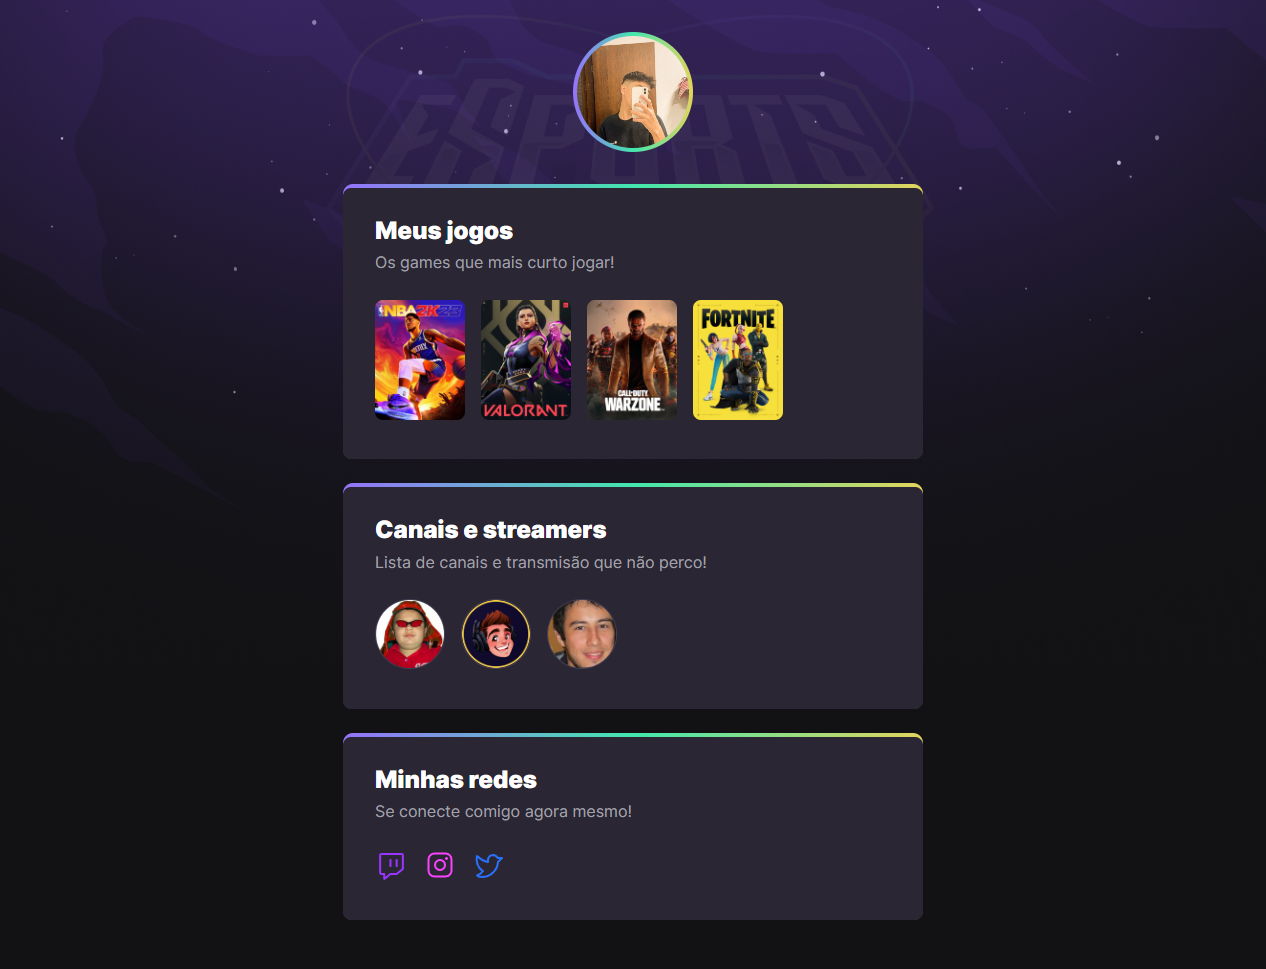 ESPORTS
Meus jogos
Os games que mais curto jogar!
NBA 2K23
VALORANT
CALL OF DUTY
WARZONE
FORTNITE
Canais e streamers
Lista de canais e transmisão que não perco!
Minhas redes
Se conecte comigo agora mesmo!